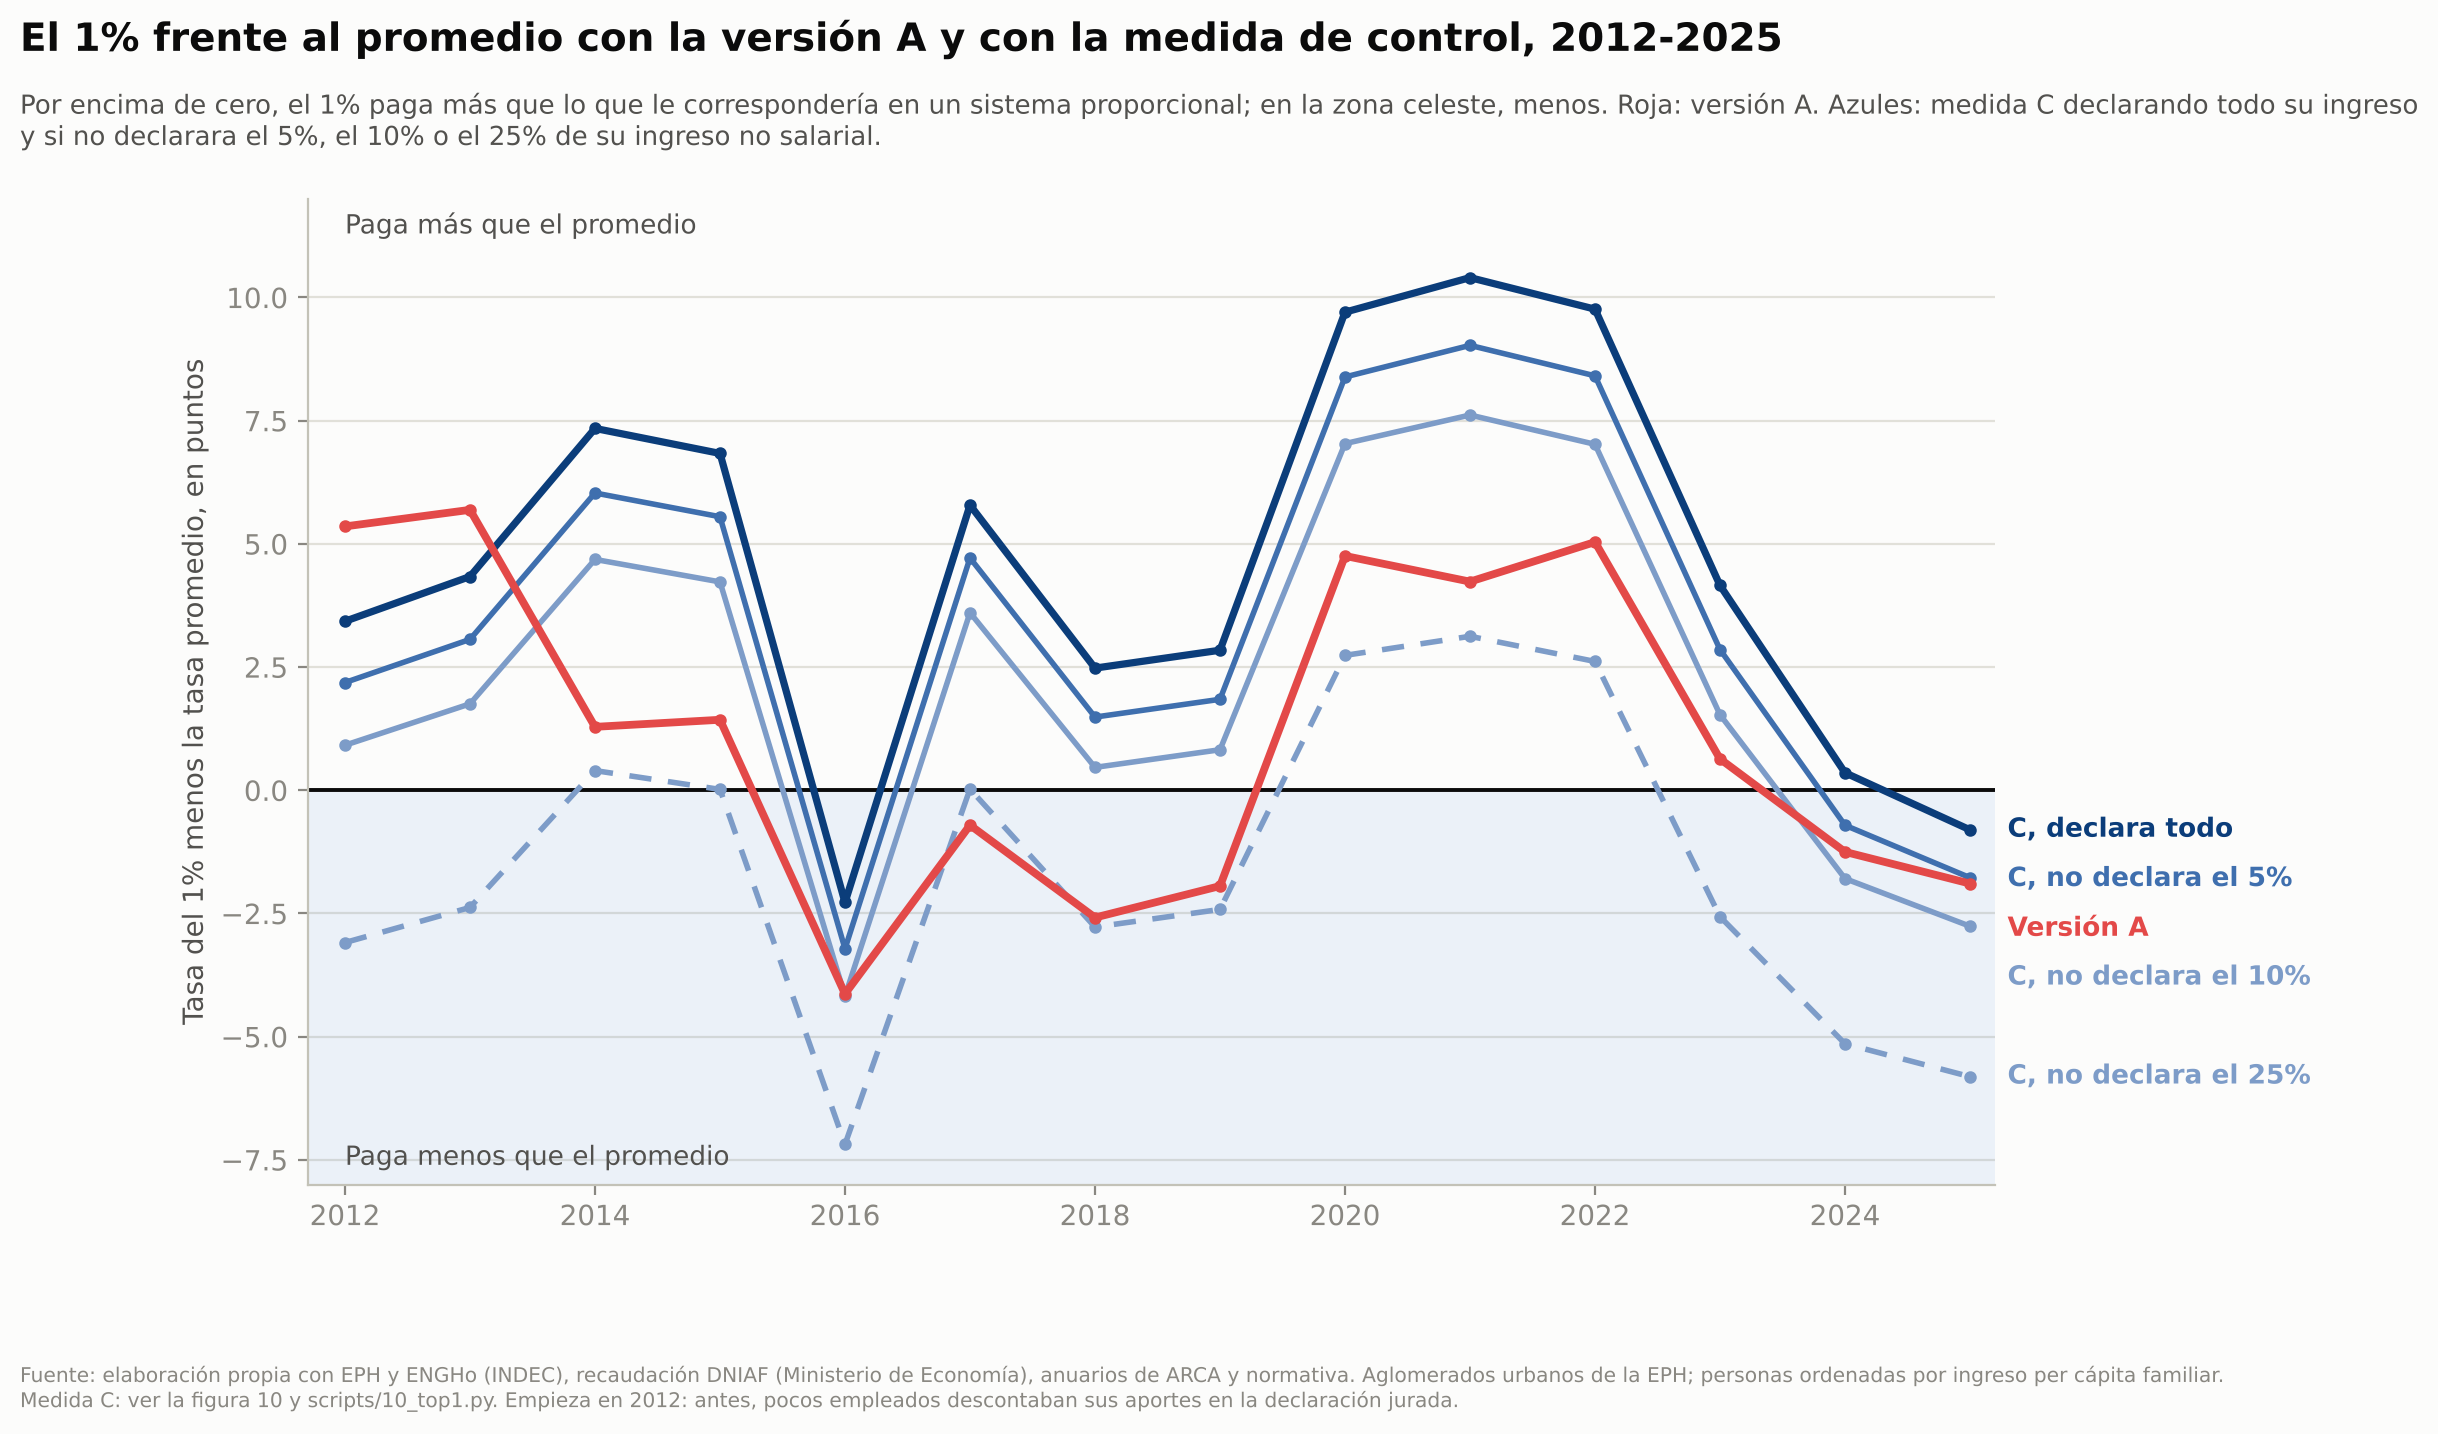 El 1% frente al promedio con la versión A y con la medida de control, 2012-2025
Por encima de cero, el 1% paga más que lo que le correspondería en un sistema proporcional; en la zona celeste, menos. Roja: versión A. Azules: medida C declarando todo su ingreso
y si no declarara el 5%, el 10% o el 25% de su ingreso no salarial.
Tasa del 1% menos la tasa promedio, en puntos
Paga más que el promedio
10.0
7.5
5.0
2.5
0.0
−2.5
−5.0
−7.5
C, declara todo
C, no declara el 5%
Versión A
C, no declara el 10%
C, no declara el 25%
Paga menos que el promedio
2012
2014
2016
2018
2020
2022
2024
Fuente: elaboración propia con EPH y ENGHo (INDEC), recaudación DNIAF (Ministerio de Economía), anuarios de ARCA y normativa. Aglomerados urbanos de la EPH; personas ordenadas por ingreso per cápita familiar.
Medida C: ver la figura 10 y scripts/10_top1.py. Empieza en 2012: antes, pocos empleados descontaban sus aportes en la declaración jurada.